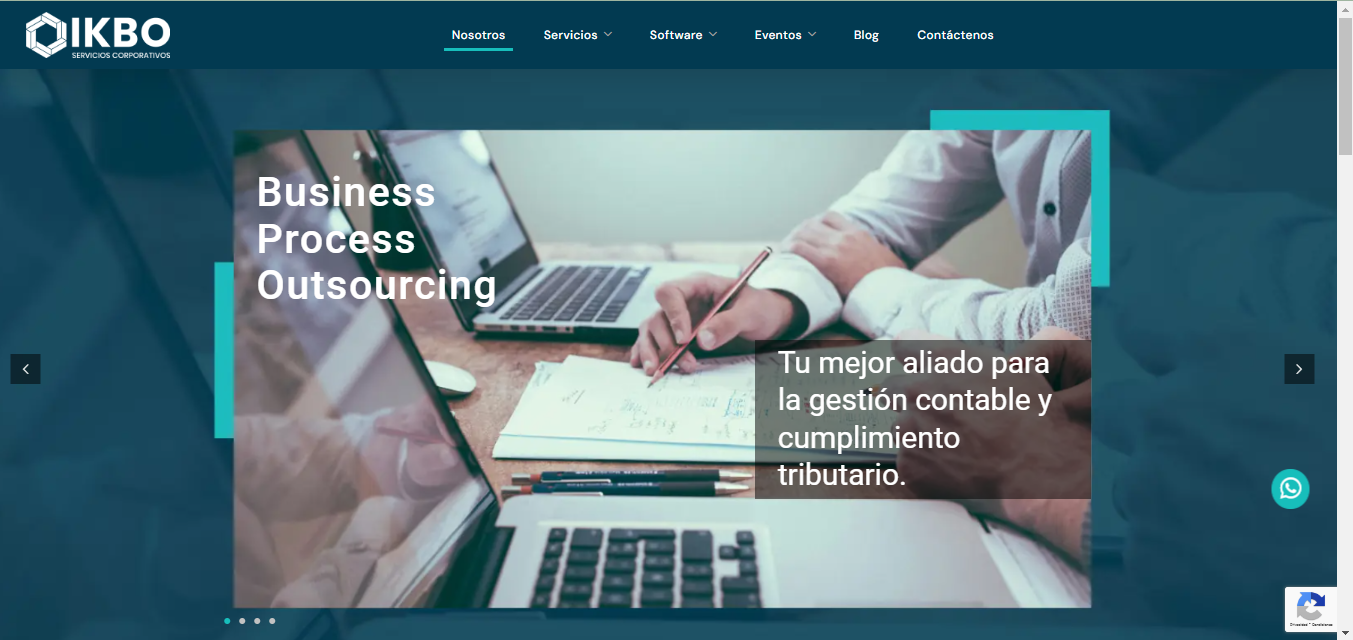 IKBO
SERVICIOS CORPORATIVOS
Nosotros
Servicios
Software
Eventos
Blog
Contáctenos
Business
Process
Outsourcing
Tu mejor aliado para
la gestión contable y
cumplimiento
tributario.
Privacidad - Condiciones